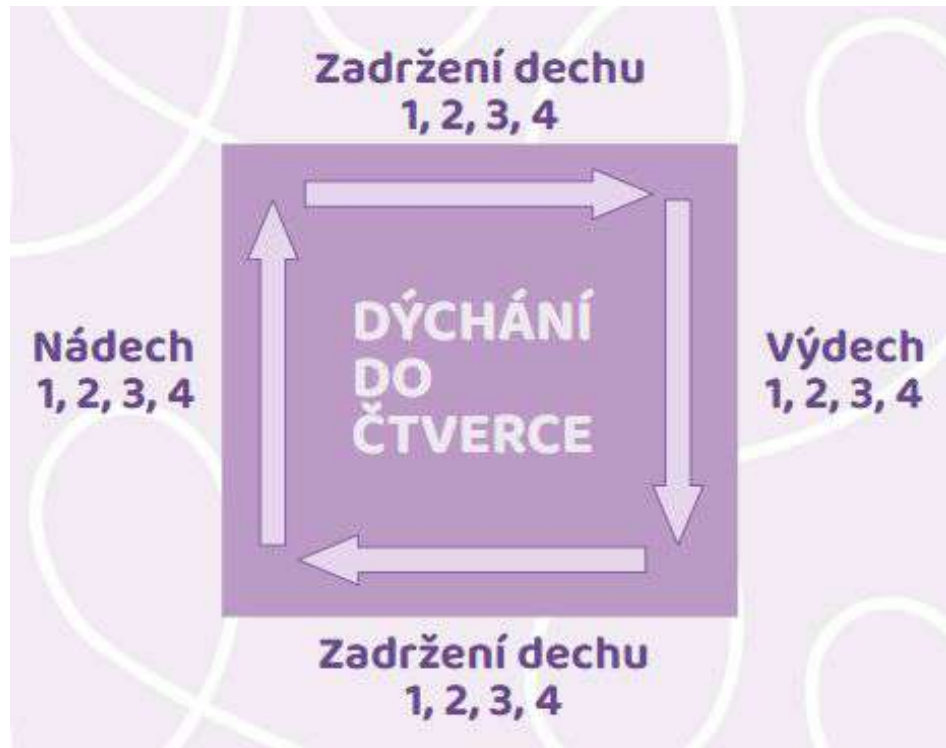 Zadržení dechu
1, 2, 3, 4
Nádech
1, 2, 3, 4
DÝCHÁNÍ
DO
ČTVERCE
Výdech
1, 2, 3, 4
Zadržení dechu
1, 2, 3, 4